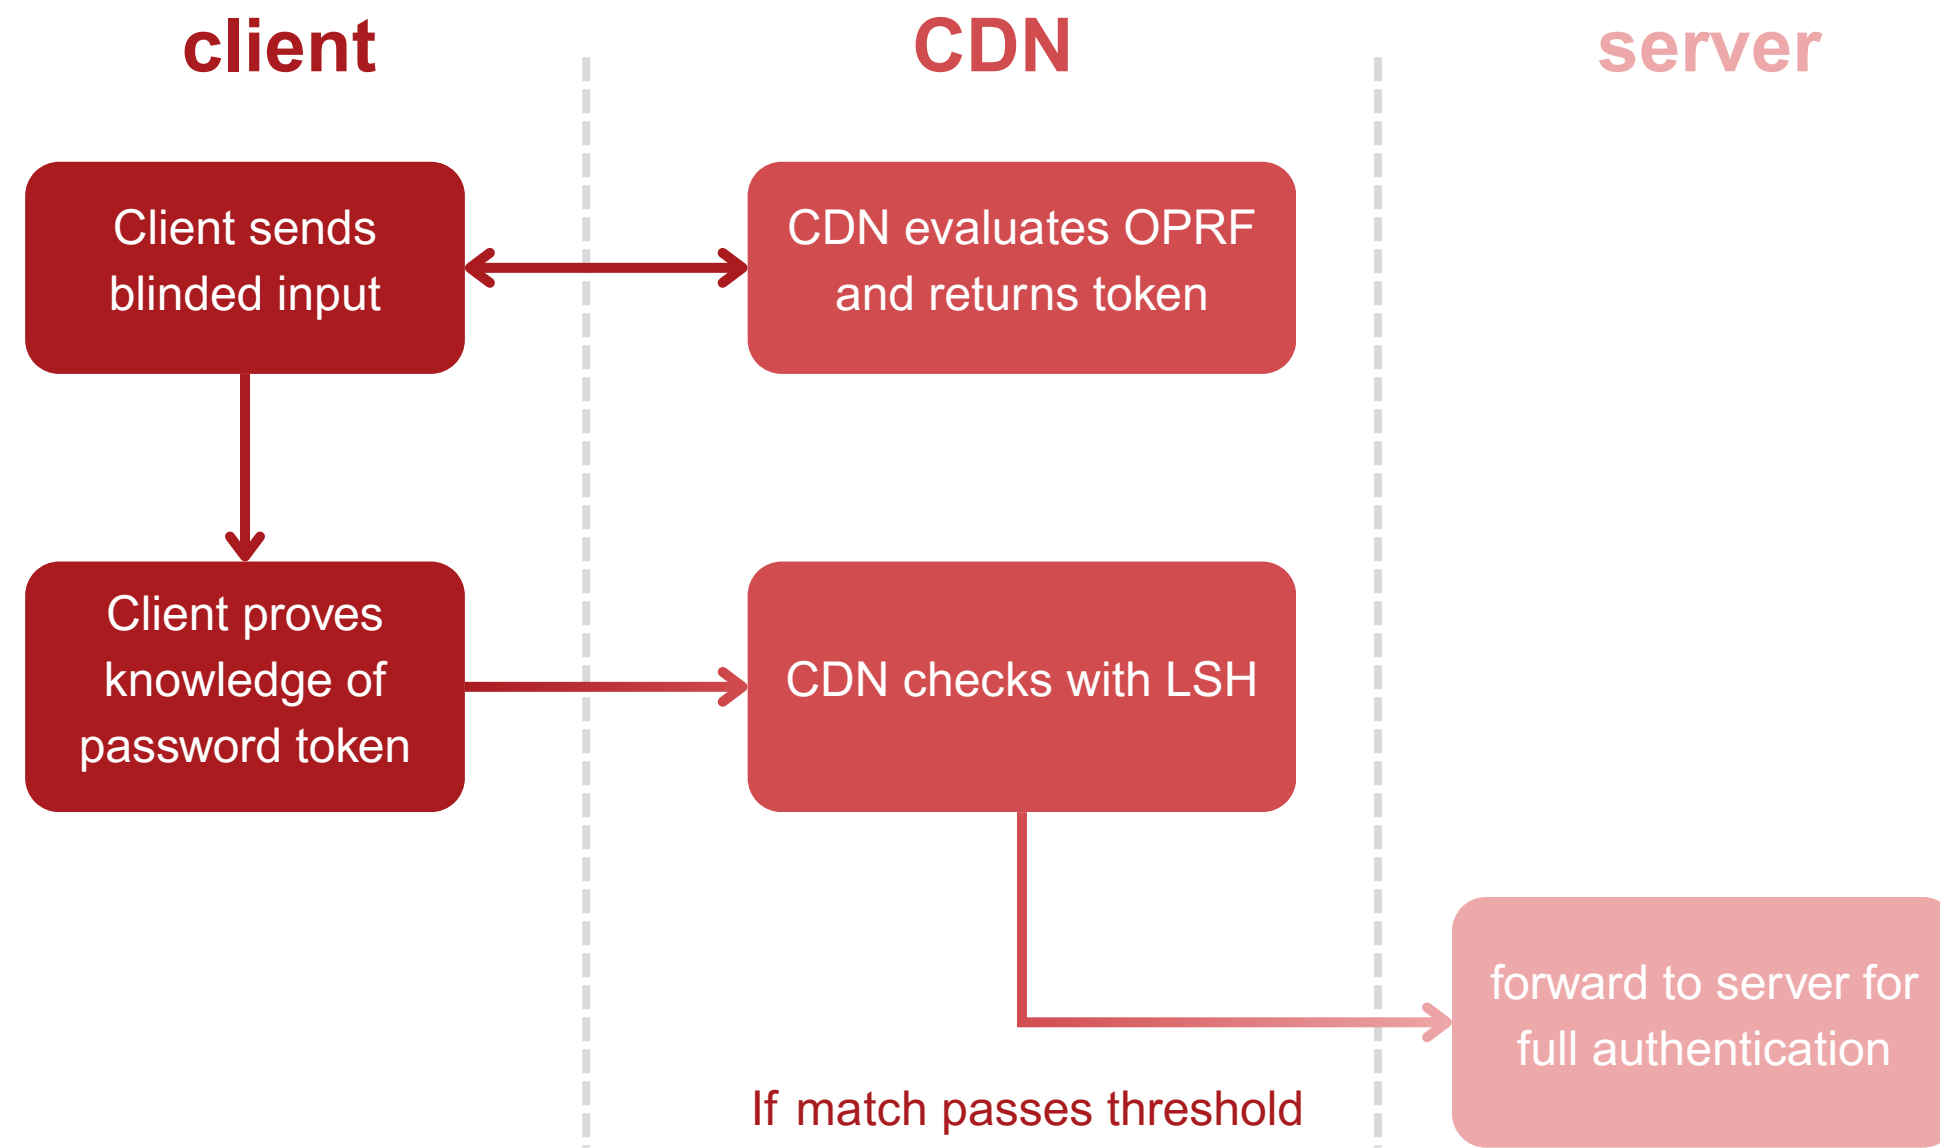 client
CDN
server
Client sends
blinded input
CDN evaluates OPRF
and returns token
Client proves
knowledge of
password token
CDN checks with LSH
forward to server for
full authentication
If match passes threshold